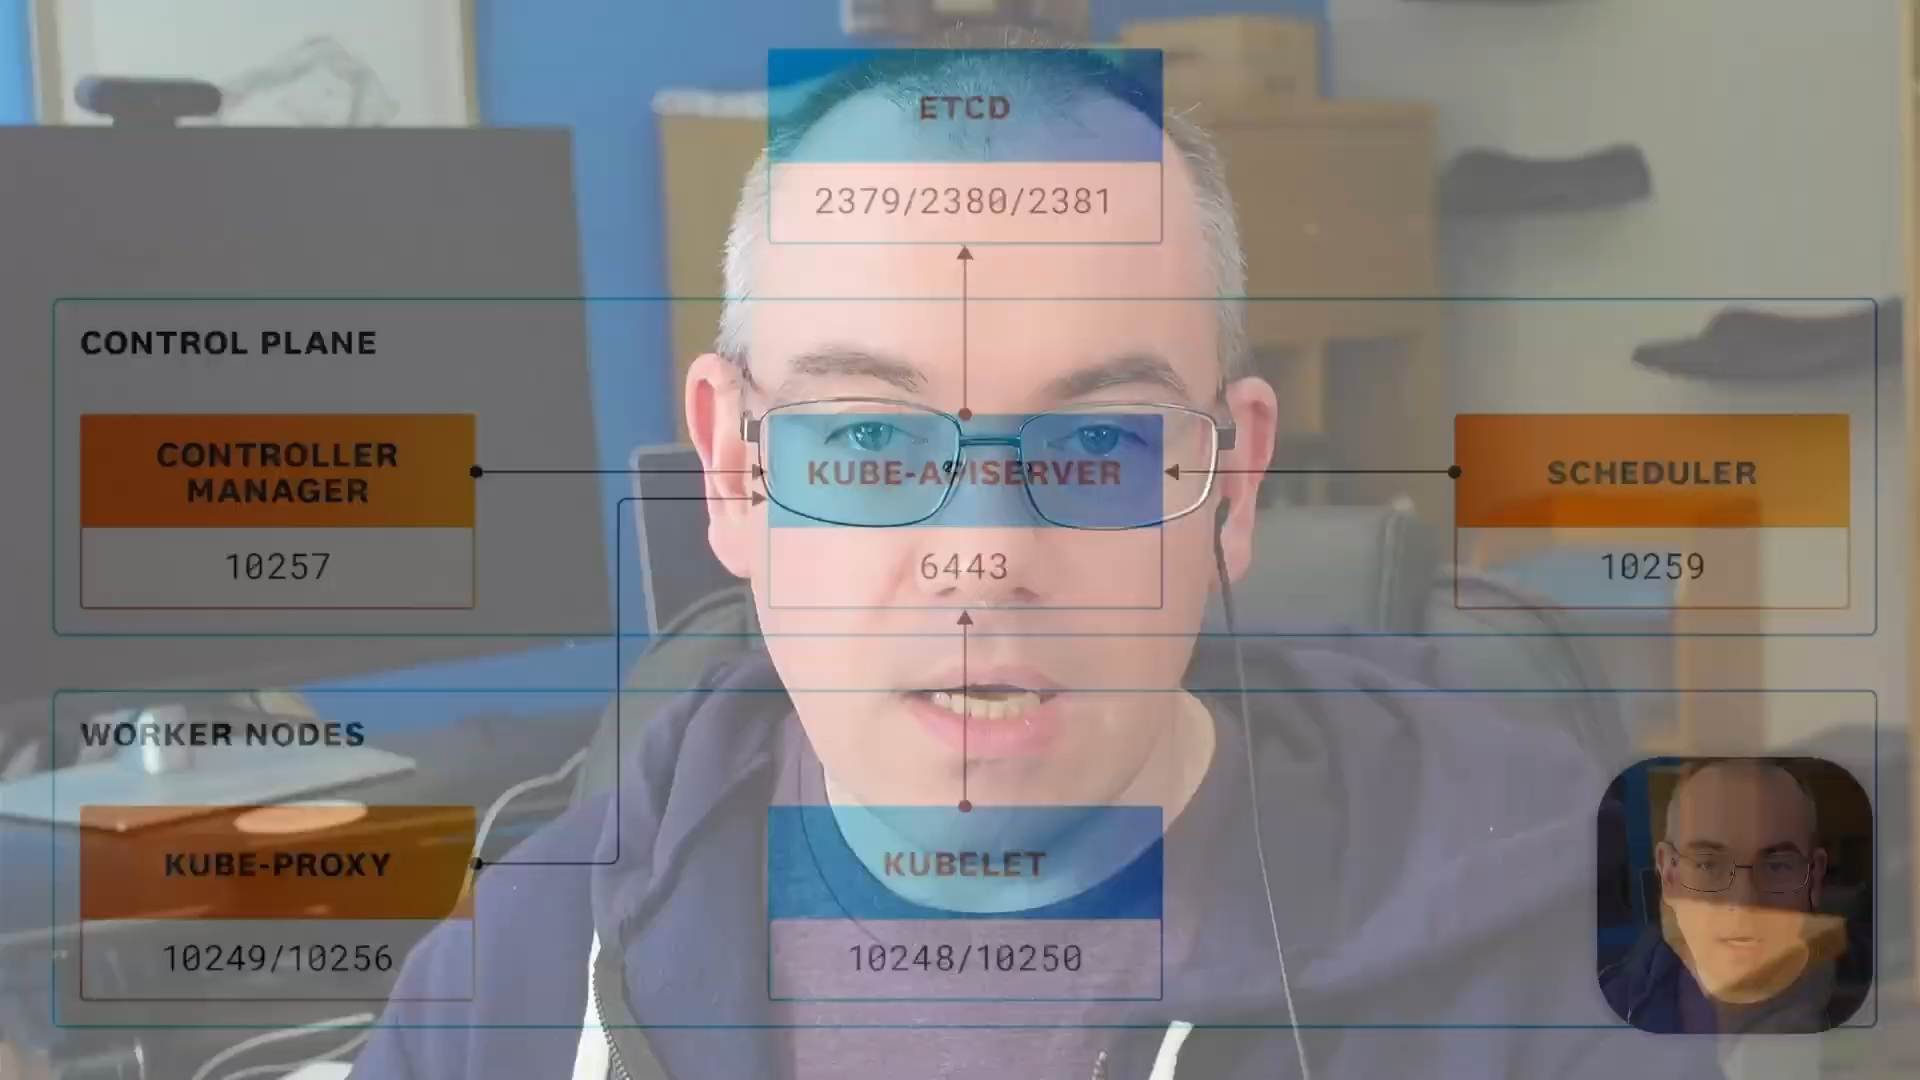 ETCD
2379/2380/2381
CONTROL PLANE
CONTROLLER
MANAGER
10257
KUBE-APISERVER
6443
SCHEDULER
10259
WORKER NODES
KUBE-PROXY
10249/10256
KUBELET
10248/10250